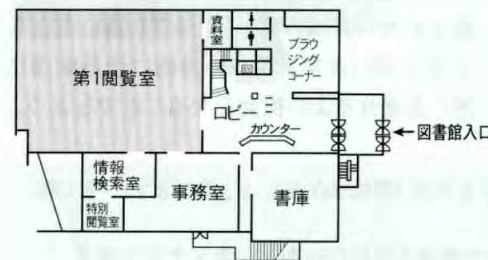 資料室
ブラウジングコーナー
第1閲覧室
ロビー
カウンター
←図書館入口
情報
検索室
事務室
書庫
特別
閲覧室